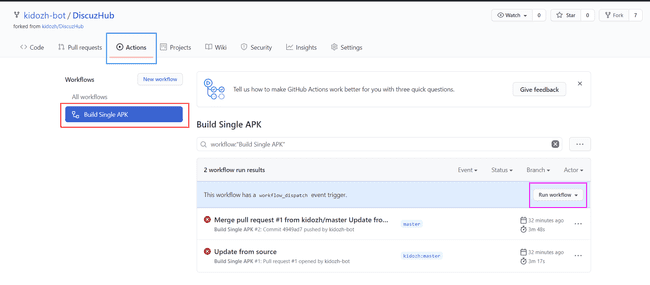 kidozh-bot / DiscuzHub
Watch 0 Star 0 Fork 7
forked from kidozh/DiscuzHub
Code Pull requests Actions Projects Wiki Security Insights Settings
Workflows New workflow
All workflows
Build Single APK
Tell us how to make GitHub Actions work better for you with three quick questions. Give feedback
Build Single APK
workflow:"Build Single APK"
2 workflow run results Event Status Branch Actor
This workflow has a workflow_dispatch event trigger. Run workflow
Merge pull request #1 from kidozh/master Update fro...
Build Single APK #2: Commit 4949ad7 pushed by kidozh-bot
master
32 minutes ago
3m 48s
Update from source
Build Single APK #1: Pull request #1 opened by kidozh-bot
kidozh:master
32 minutes ago
3m 17s